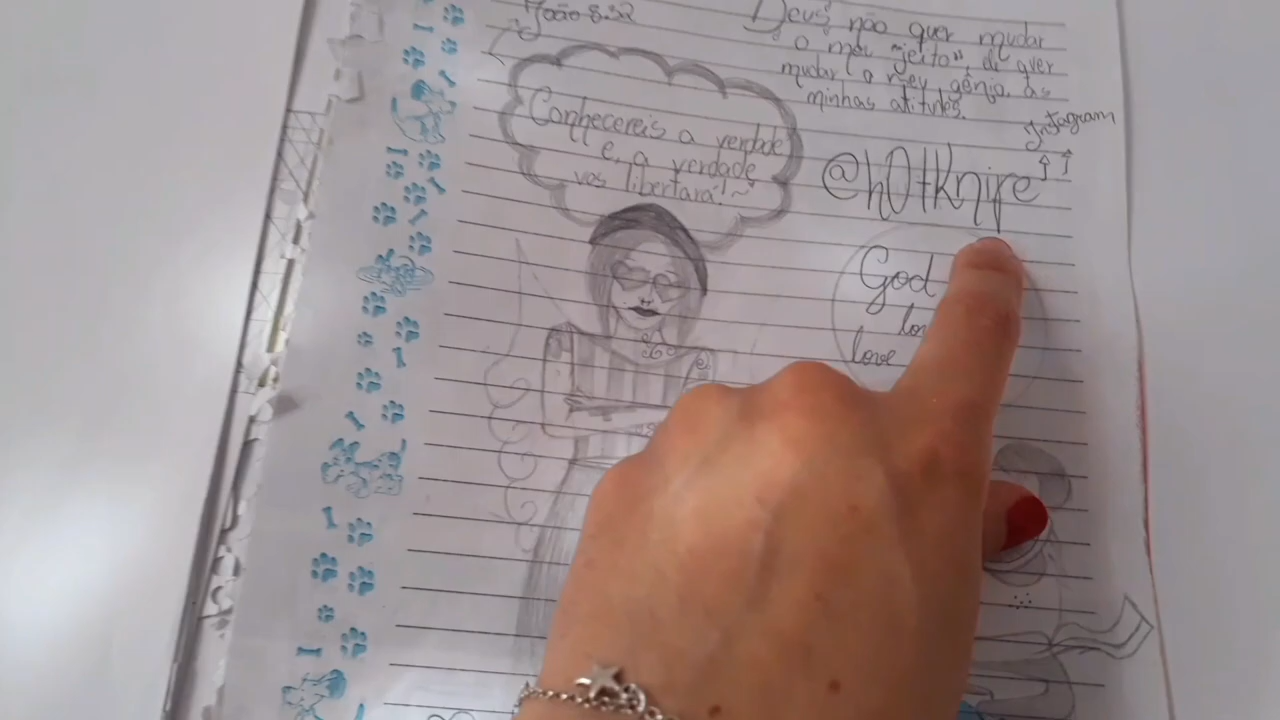 João 8.32
Deus não quer mudar
o meu "jeito", ele quer
mudar o meu gênio, as
minhas atitudes.
Instagram
@h0tknife
Conhecereis a verdade
e, a verdade
vos libertará!~
God
love